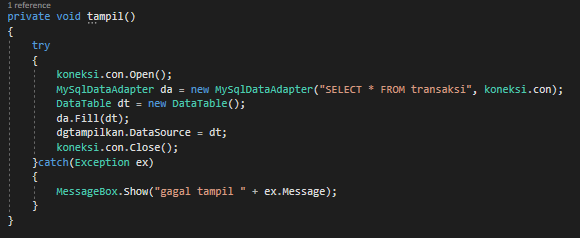 1 reference
private void tampil()
{
    try
    {
        koneksi.con.Open();
        MySqlDataAdapter da = new MySqlDataAdapter("SELECT * FROM transaksi", koneksi.con);
        DataTable dt = new DataTable();
        da.Fill(dt);
        dgtampilkan.DataSource = dt;
        koneksi.con.Close();
    }catch(Exception ex)
    {
        MessageBox.Show("gagal tampil " + ex.Message);
    }
}